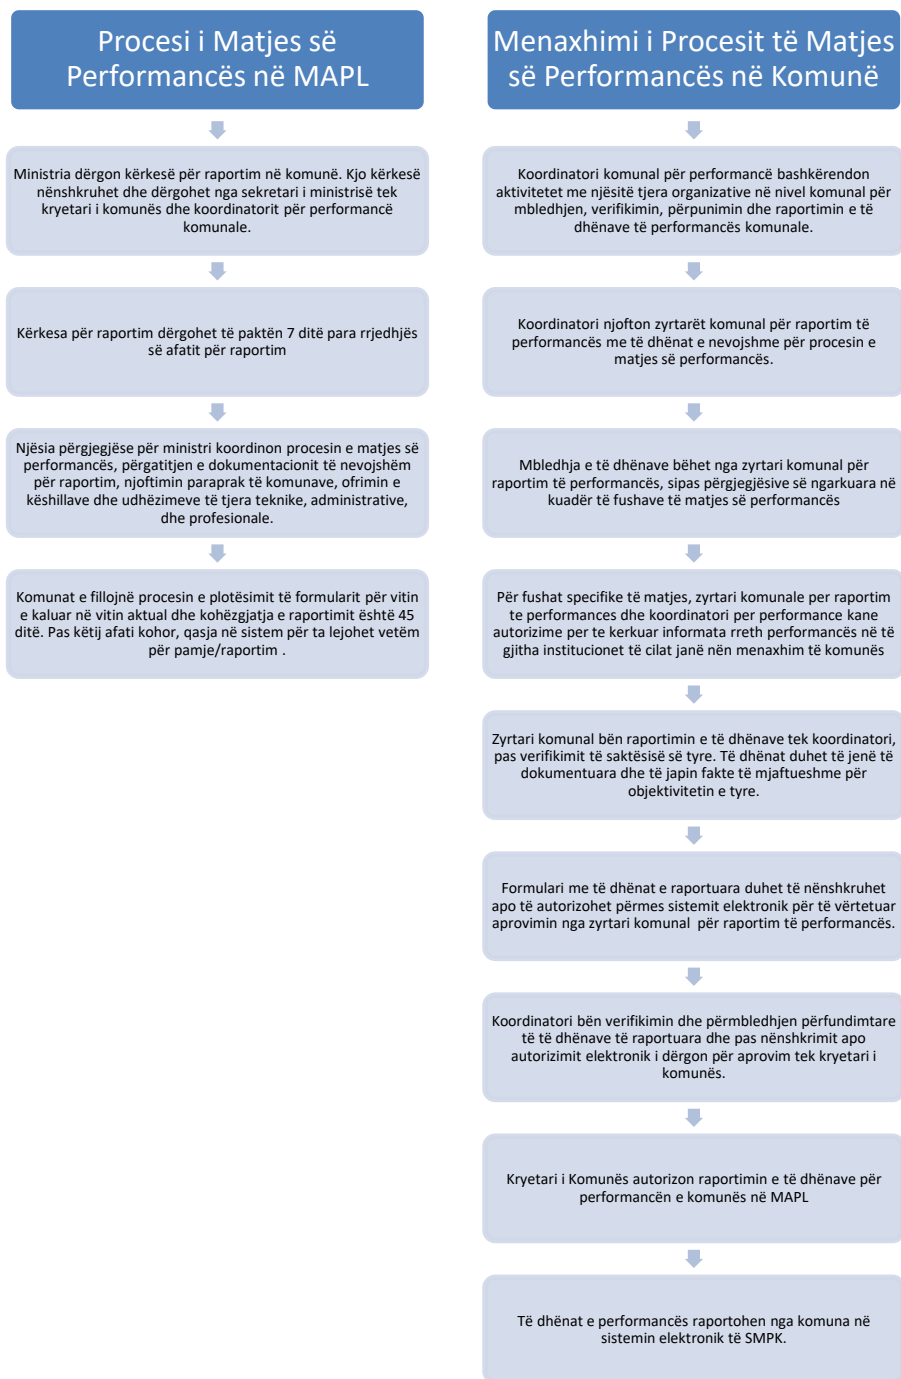 Procesi i Matjes së
Performancës në MAPL
Ministria dërgon kërkesë për raportim në komunë. Kjo kërkesë
nënshkruhet dhe dërgohet nga sekretari i ministrisë tek
kryetari i komunës dhe koordinatorit për performancë
komunale.
Kërkesa për raportim dërgohet të paktën 7 ditë para rrjedhjës
së afatit për raportim
Njësia përgjegjëse për ministri koordinon procesin e matjes së
performancës, përgatitjen e dokumentacionit të nevojshëm
për raportim, njoftimin paraprak të komunave, ofrimin e
këshillave dhe udhëzimeve të tjera teknike, administrative,
dhe profesionale.
Komunat e fillojnë procesin e plotësimit të formularit për vitin
e kaluar në vitin aktual dhe kohëzgjatja e raportimit është 45
ditë. Pas këtij afati kohor, qasja në sistem për ta lejohet vetëm
për pamje/raportim .
Menaxhimi i Procesit të Matjes
së Performancës në Komunë
Koordinatori komunal për performancë bashkërendon
aktivitetet me njësitë tjera organizative në nivel komunal për
mbledhjen, verifikimin, përpunimin dhe raportimin e të
dhënave të performancës komunale.
Koordinatori njofton zyrtarët komunal për raportim të
performancës me të dhënat e nevojshme për procesin e
matjes së performancës.
Mbledhja e të dhënave bëhet nga zyrtari komunal për
raportim të performancës, sipas përgjegjësive së ngarkuara në
kuadër të fushave të matjes së performancës
Për fushat specifike të matjes, zyrtari komunale per raportim
te performances dhe koordinatori per performance kane
autorizime per te kerkuar informata rreth performancës në të
gjitha institucionet të cilat janë nën menaxhim të komunës
Zyrtari komunal bën raportimin e të dhënave tek koordinatori,
pas verifikimit të saktësisë së tyre. Të dhënat duhet të jenë të
dokumentuara dhe të japin fakte të mjaftueshme për
objektivitetin e tyre.
Formulari me të dhënat e raportuara duhet të nënshkruhet
apo të autorizohet përmes sistemit elektronik për të vërtetuar
aprovimin nga zyrtari komunal  për raportim të performancës.
Koordinatori bën verifikimin dhe përmbledhjen përfundimtare
të të dhënave të raportuara dhe pas nënshkrimit apo
autorizimit elektronik i dërgon për aprovim tek kryetari i
komunës.
Kryetari i Komunës autorizon raportimin e të dhënave për
performancën e komunës në MAPL
Të dhënat e performancës raportohen nga komuna në
sistemin elektronik të SMPK.